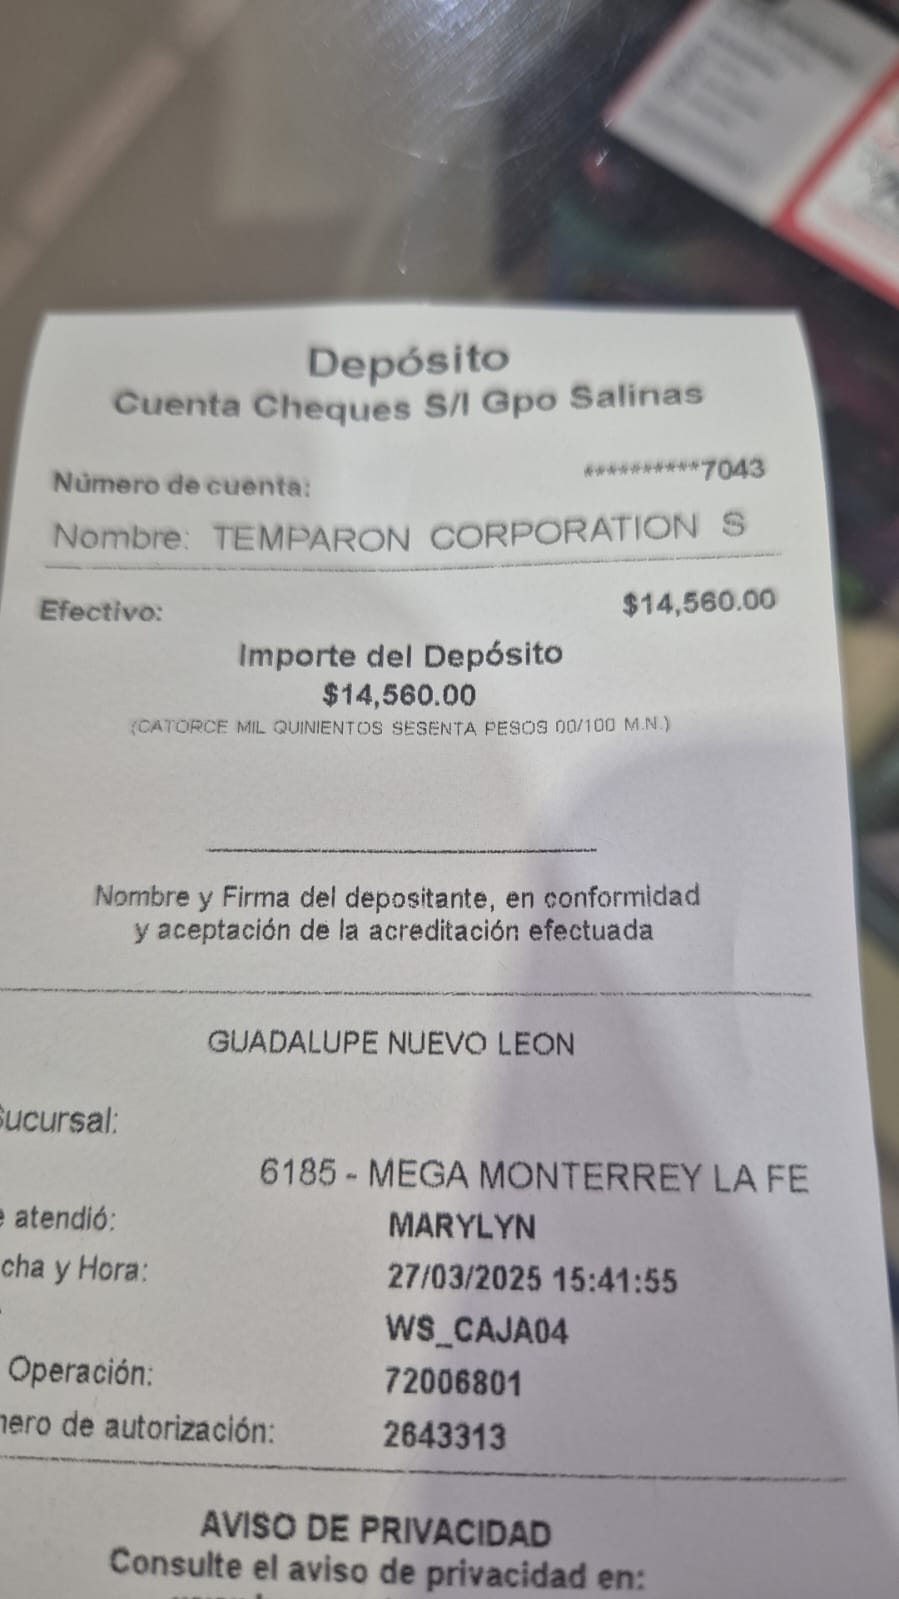 Depósito
Cuenta Cheques S/I Gpo Salinas
Número de cuenta: **********7043
Nombre: TEMPARON CORPORATION S
Efectivo: $14,560.00
Importe del Depósito
$14,560.00
(CATORCE MIL QUINIENTOS SESENTA PESOS 00/100 M.N.)
Nombre y Firma del depositante, en conformidad
y aceptación de la acreditación efectuada
GUADALUPE NUEVO LEON
Sucursal:
6185 - MEGA MONTERREY LA FE
e atendió: MARYLYN
cha y Hora: 27/03/2025 15:41:55
WS_CAJA04
Operación: 72006801
nero de autorización: 2643313
AVISO DE PRIVACIDAD
Consulte el aviso de privacidad en: